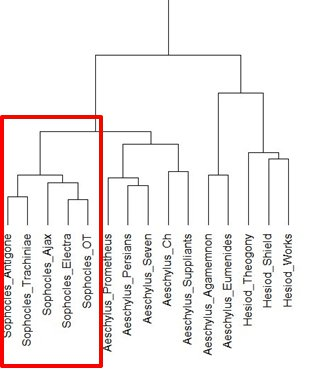 Sophocles_Antigone
Sophocles_Trachiniae
Sophocles_Ajax
Sophocles_Electra
Sophocles_OT
Aeschylus_Prometheus
Aeschylus_Persians
Aeschylus_Seven
Aeschylus_Ch
Aeschylus_Suppliants
Aeschylus_Agamemnon
Aeschylus_Eumenides
Hesiod_Theogony
Hesiod_Shield
Hesiod_Works